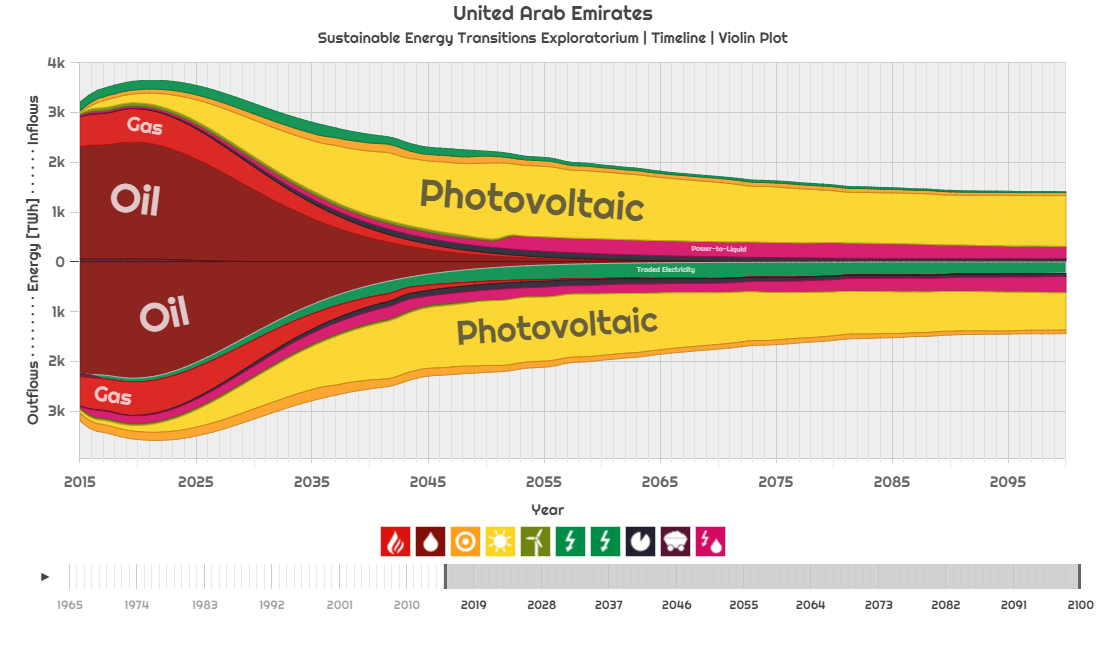 United Arab Emirates
Sustainable Energy Transitions Exploratorium | Timeline | Violin Plot
Outflows · · · · · · · Energy [TWh] · · · · · · · Inflows
4k
3k
2k
1k
0
1k
2k
3k
Gas
Oil
Photovoltaic
Power-to-Liquid
Traded Electricity
Oil
Photovoltaic
Gas
2015 2025 2035 2045 2055 2065 2075 2085 2095
Year
1965 1974 1983 1992 2001 2010 2019 2028 2037 2046 2055 2064 2073 2082 2091 2100